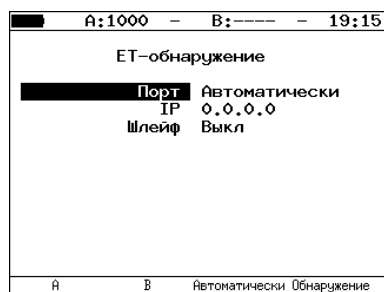 A:1000 – B:---- – 19:15
ET-обнаружение
Порт Автоматически
IP 0.0.0.0
Шлейф Выкл
A B Автоматически Обнаружение